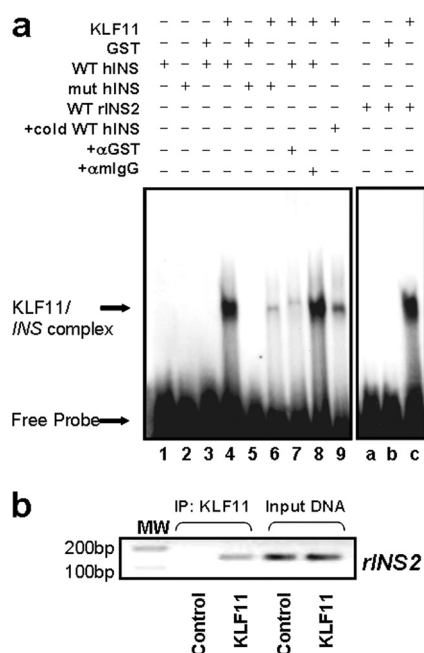 a
KLF11 – – – + – + + + + – – +
GST – – + – + – – – – – + –
WT hINS + – + + – – + + – – – –
mut hINS – + – – + + – – – – – –
WT rINS2 – – – – – – – – – + + +
+cold WT hINS – – – – – – – – + – – –
+αGST – – – – – – + – – – – –
+αmIgG – – – – – – – + – – – –
KLF11/
INS complex
Free Probe
1 2 3 4 5 6 7 8 9 a b c
b
IP: KLF11 Input DNA
MW
200bp
100bp
rINS2
Control KLF11 Control KLF11